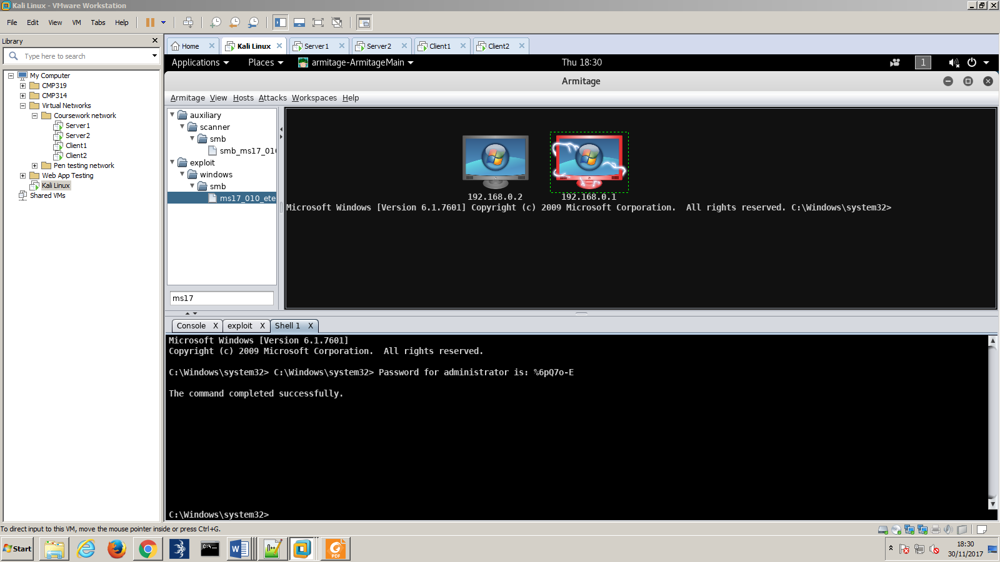 Kali Linux - VMware Workstation
File Edit View VM Tabs Help
Library
Type here to search
My Computer
CMP319
CMP314
Virtual Networks
Coursework network
Server1
Server2
Client1
Client2
Pen testing network
Web App Testing
Kali Linux
Shared VMs
Home Kali Linux Server1 Server2 Client1 Client2
Applications Places armitage-ArmitageMain Thu 18:30 1
Armitage
Armitage View Hosts Attacks Workspaces Help
auxiliary
scanner
smb
smb_ms17_010
exploit
windows
smb
ms17_010_ete
ms17
192.168.0.2 192.168.0.1
Microsoft Windows [Version 6.1.7601] Copyright (c) 2009 Microsoft Corporation.  All rights reserved. C:\Windows\system32>
Console X exploit X Shell 1 X
Microsoft Windows [Version 6.1.7601]
Copyright (c) 2009 Microsoft Corporation.  All rights reserved.
C:\Windows\system32> C:\Windows\system32> Password for administrator is: %6pQ7o-E
The command completed successfully.
C:\Windows\system32>
To direct input to this VM, move the mouse pointer inside or press Ctrl+G.
Start
PDF
18:30
30/11/2017